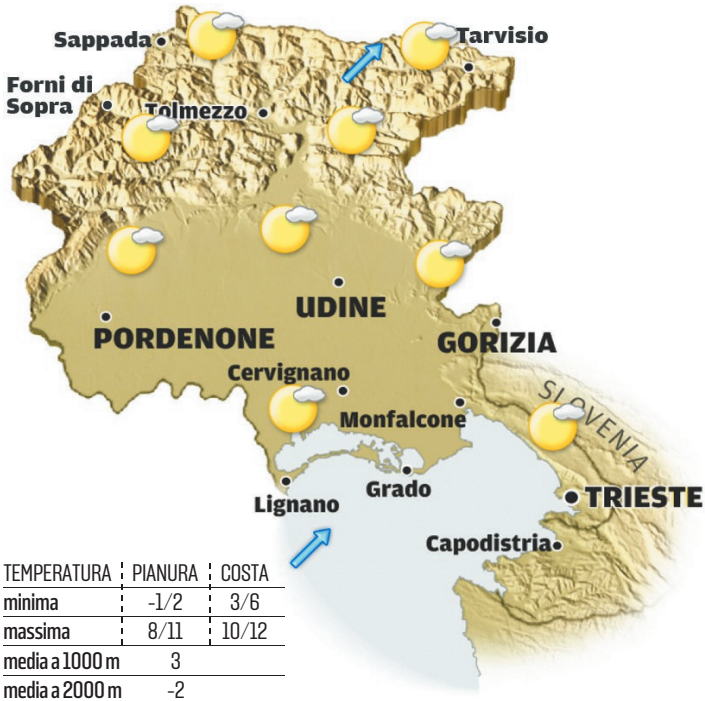 Sappada
Tarvisio
Forni di
Sopra
Tolmezzo
UDINE
PORDENONE
GORIZIA
Cervignano
SLOVENIA
Monfalcone
Lignano
Grado
TRIESTE
Capodistria
TEMPERATURA PIANURA COSTA
minima -1/2 3/6
massima 8/11 10/12
media a 1000 m 3
media a 2000 m -2